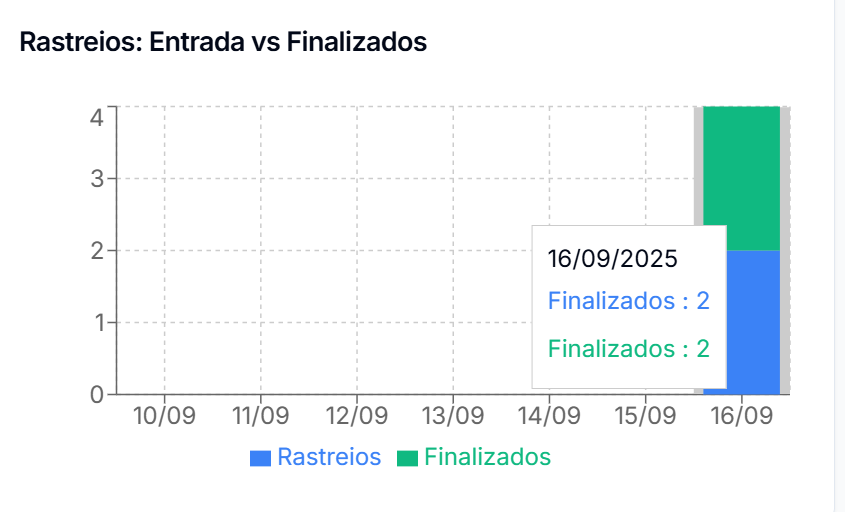 Rastreios: Entrada vs Finalizados
4
3
2
1
0
16/09/2025
Finalizados : 2
Finalizados : 2
10/09 11/09 12/09 13/09 14/09 15/09 16/09
Rastreios Finalizados